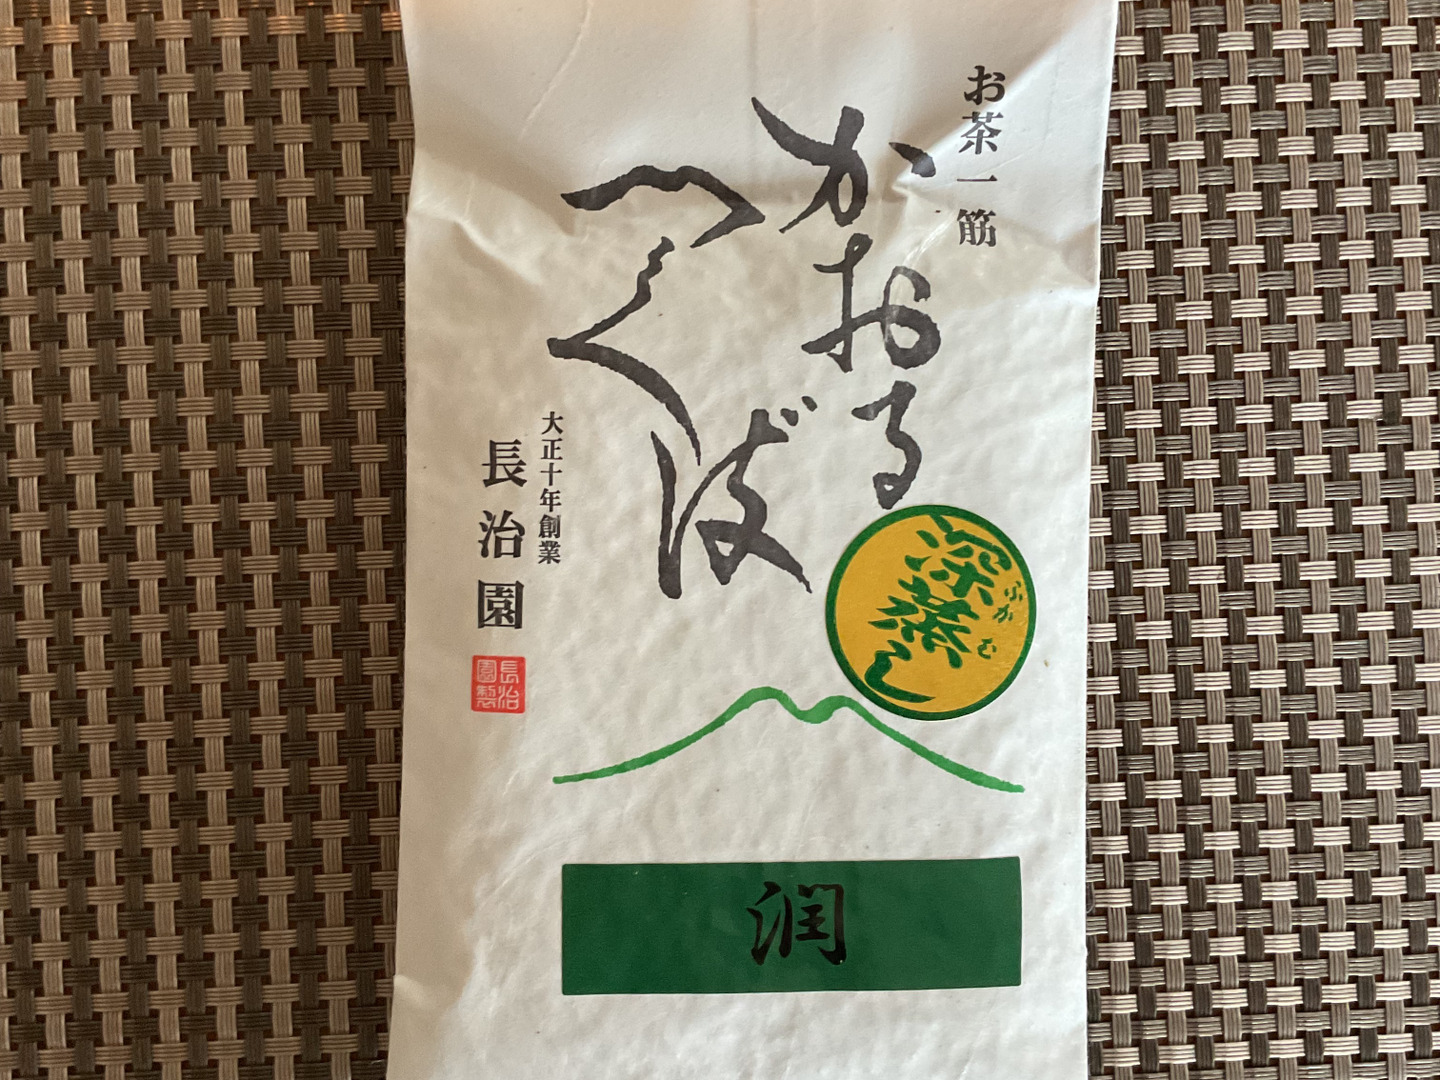 お茶一筋
かおる
つくば
深蒸し
ふかむ
大正十年創業
長治園
長治
園製
潤